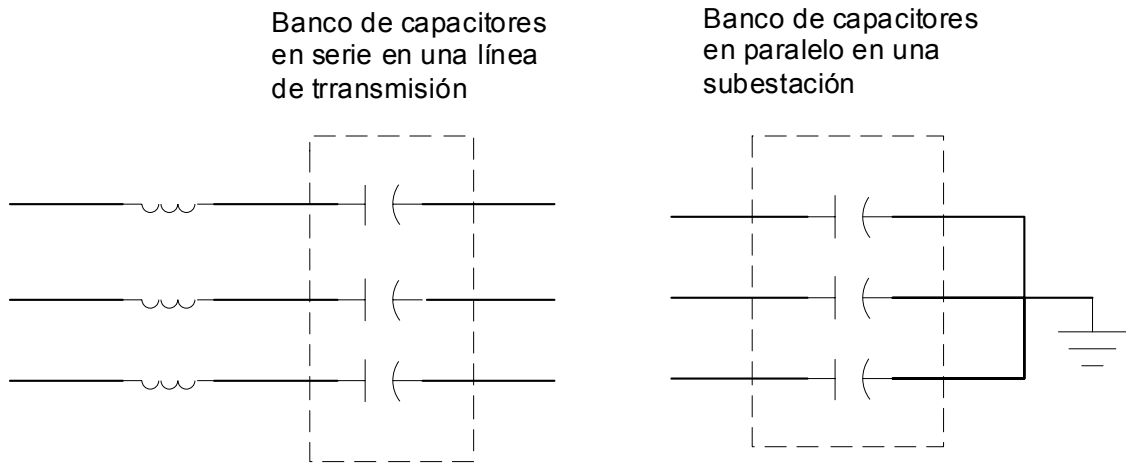 Banco de capacitores
en serie en una línea
de trransmisión
Banco de capacitores
en paralelo en una
subestación